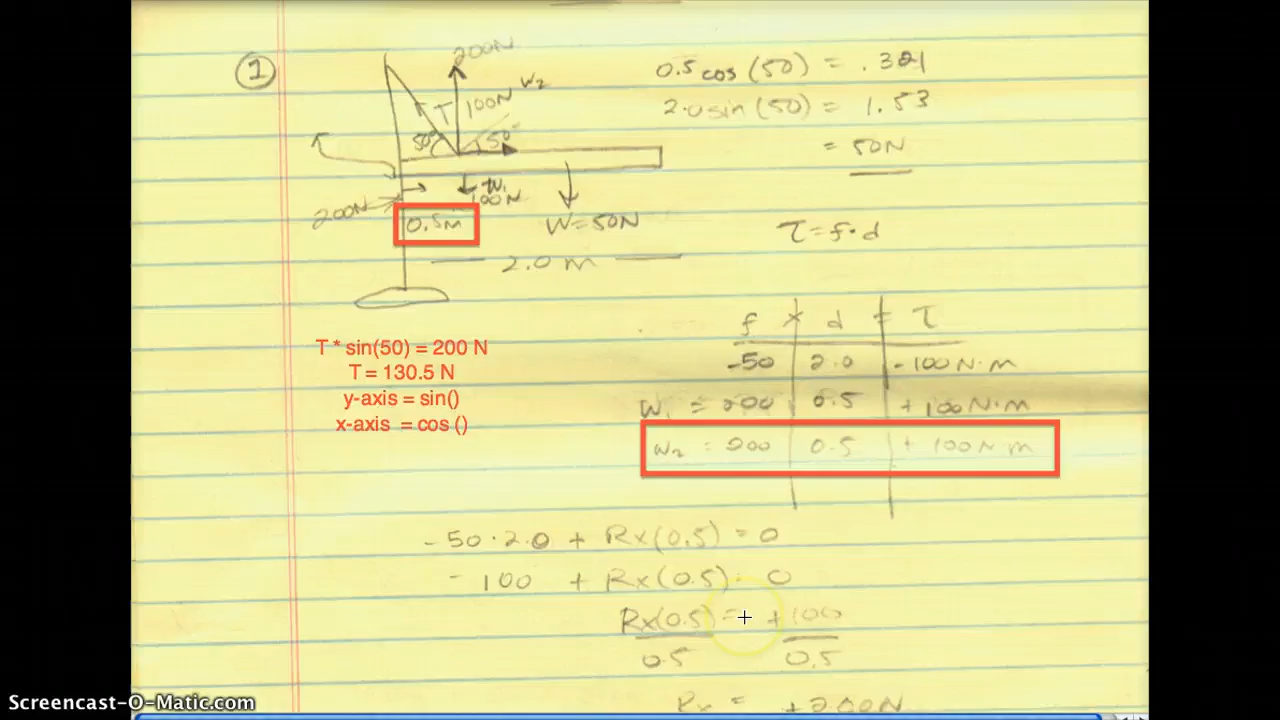 1
200N
100N W2
T
50°
50°
W1
100N
200N
0.5m
W=50N
2.0 m
T * sin(50) = 200 N
T = 130.5 N
y-axis = sin()
x-axis = cos ()
0.5 cos (50) = .321
2.0 sin (50) = 1.53
= 50N
τ = f·d
f × d = τ
-50 2.0 -100N·m
W1 = 200 0.5 + 100N·m
W2 = 200 0.5 + 100N m
-50·2.0 + Rx(0.5) = 0
-100 + Rx(0.5) = 0
Rx(0.5) = +100
0.5 0.5
Rx = +200N
Screencast-O-Matic.com